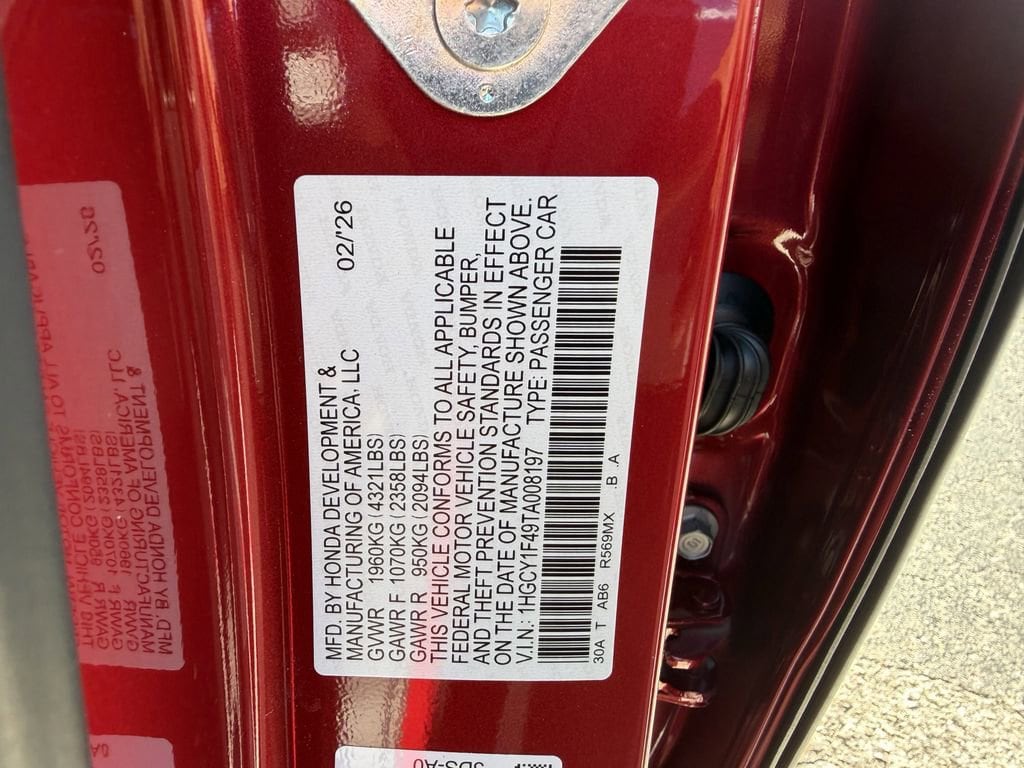 MFD. BY HONDA DEVELOPMENT & 02/'26
MANUFACTURING OF AMERICA, LLC
GVWR 1960KG (4321LBS)
GAWR F 1070KG (2358LBS)
GAWR R 950KG (2094LBS)
THIS VEHICLE CONFORMS TO ALL APPLICABLE
FEDERAL MOTOR VEHICLE SAFETY, BUMPER,
AND THEFT PREVENTION STANDARDS IN EFFECT
ON THE DATE OF MANUFACTURE SHOWN ABOVE.
V.I.N.: 1HGCY1F49TA008197 TYPE: PASSENGER CAR
30A T AB6 R569MX .B .A